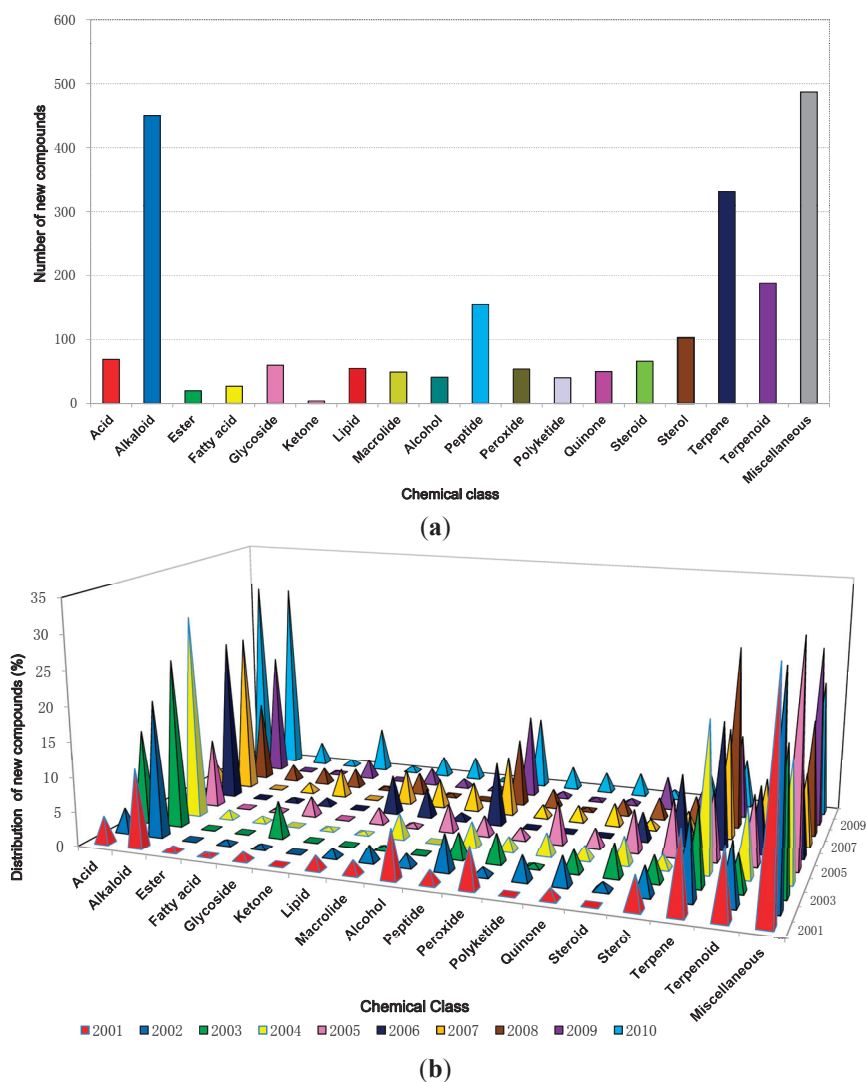 600
500
400
300
200
100
0
Number of new compounds
Acid
Alkaloid
Ester
Fatty acid
Glycoside
Ketone
Lipid
Macrolide
Alcohol
Peptide
Peroxide
Polyketide
Quinone
Steroid
Sterol
Terpene
Terpenoid
Miscellaneous
Chemical class
(a)
35
30
25
20
15
10
5
0
Distribution of new compounds (%)
Acid
Alkaloid
Ester
Fatty acid
Glycoside
Ketone
Lipid
Macrolide
Alcohol
Peptide
Peroxide
Polyketide
Quinone
Steroid
Sterol
Terpene
Terpenoid
Miscellaneous
2009
2007
2005
2003
2001
Chemical Class
2001 2002 2003 2004 2005 2006 2007 2008 2009 2010
(b)